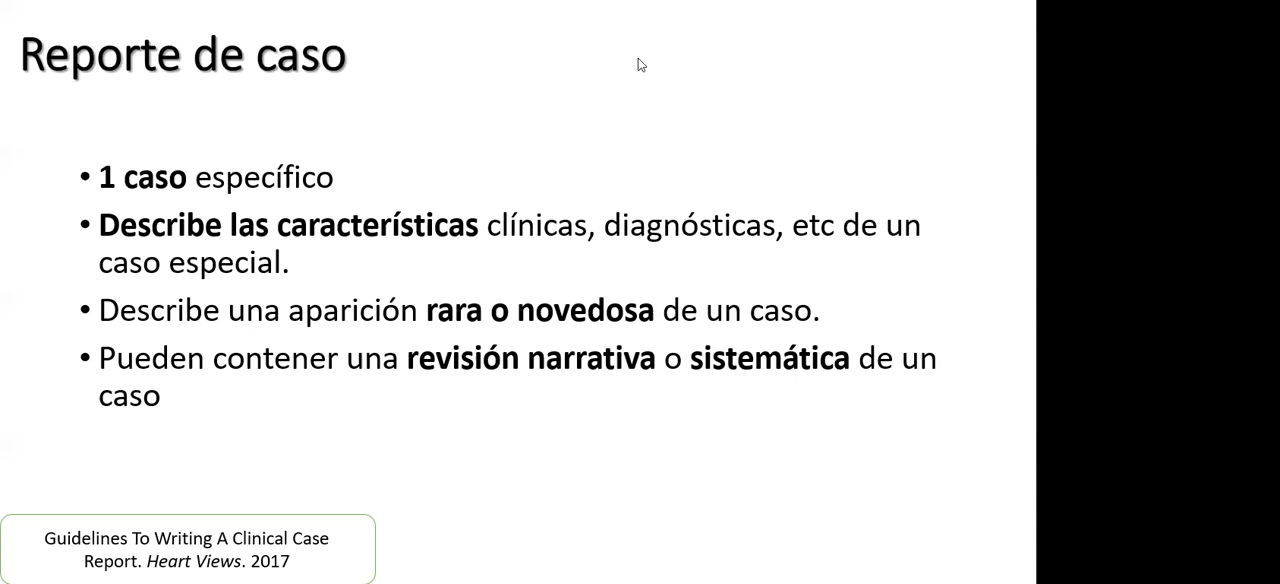 Reporte de caso
• 1 caso específico
• Describe las características clínicas, diagnósticas, etc de un
caso especial.
• Describe una aparición rara o novedosa de un caso.
• Pueden contener una revisión narrativa o sistemática de un
caso
Guidelines To Writing A Clinical Case
Report. Heart Views. 2017